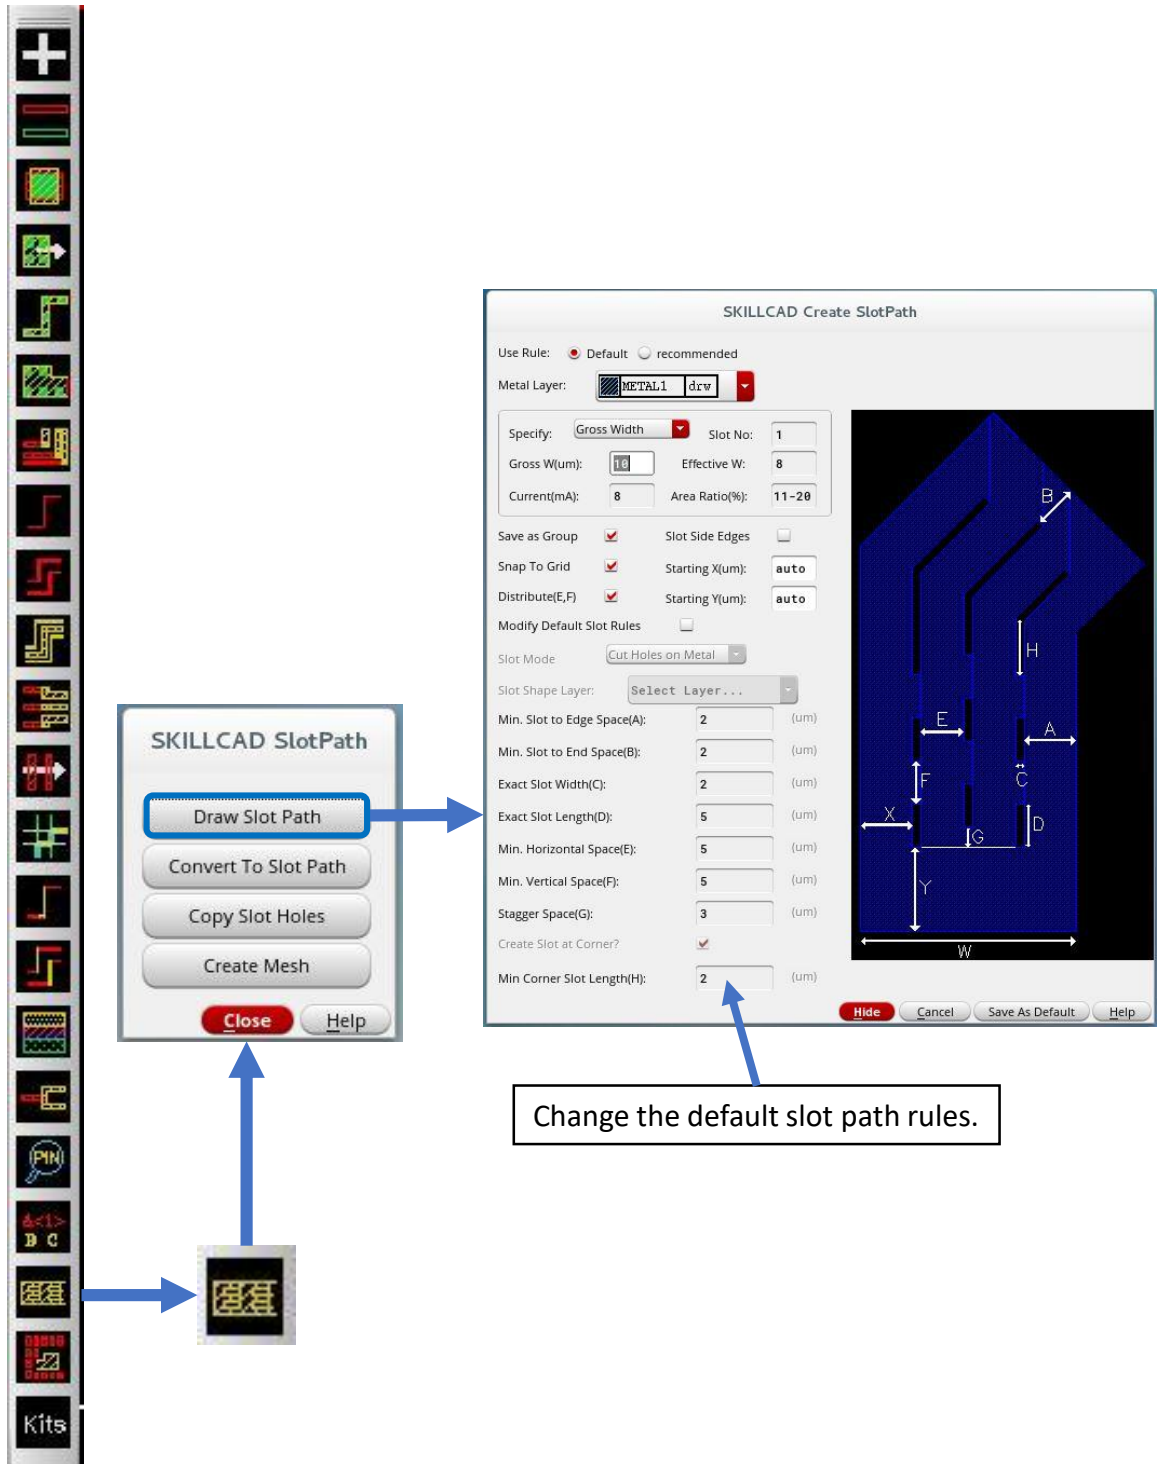 SKILLCAD Create SlotPath
Use Rule: Default recommended
Metal Layer: METAL1 drw
Specify: Gross Width Slot No: 1
Gross W(um): 10 Effective W: 8
Current(mA): 8 Area Ratio(%): 11-20
Save as Group Slot Side Edges
Snap To Grid Starting X(um): auto
Distribute(E,F) Starting Y(um): auto
Modify Default Slot Rules
Slot Mode Cut Holes on Metal
Slot Shape Layer: Select Layer...
Min. Slot to Edge Space(A): 2 (um)
Min. Slot to End Space(B): 2 (um)
Exact Slot Width(C): 2 (um)
Exact Slot Length(D): 5 (um)
Min. Horizontal Space(E): 5 (um)
Min. Vertical Space(F): 5 (um)
Stagger Space(G): 3 (um)
Create Slot at Corner?
Min Corner Slot Length(H): 2 (um)
Hide Cancel Save As Default Help
B
H
E
A
F
C
X
G
D
Y
W
SKILLCAD SlotPath
Draw Slot Path
Convert To Slot Path
Copy Slot Holes
Create Mesh
Close Help
Change the default slot path rules.
PIN
&<1>
B C
Kits